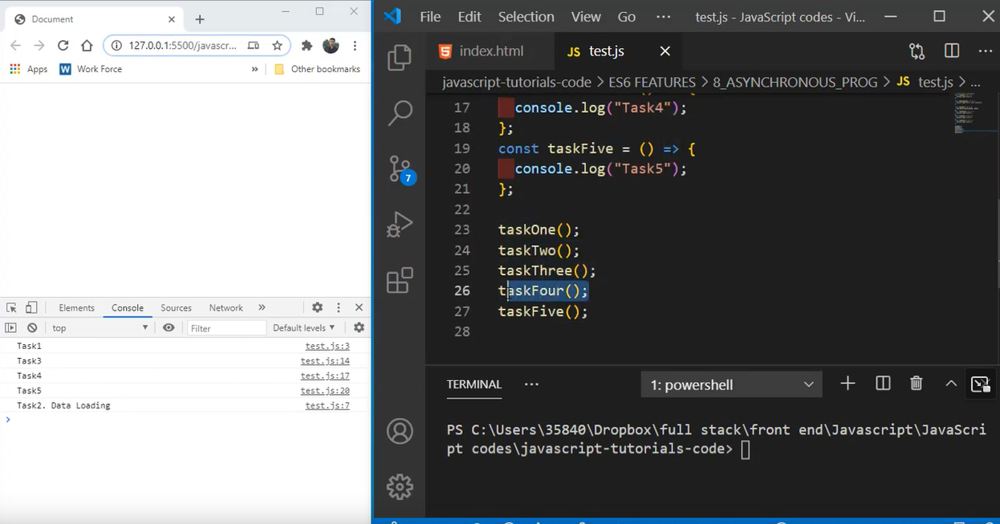 Document
127.0.0.1:5500/javascr...
Apps
Work Force
»
Other bookmarks
Elements
Console
Sources
Network
»
top
Filter
Default levels
Task1 test.js:3
Task3 test.js:14
Task4 test.js:17
Task5 test.js:20
Task2. Data Loading test.js:7
>
File Edit Selection View Go ... test.js - JavaScript codes - Vi...
index.html
JS test.js
javascript-tutorials-code > ES6 FEATURES > 8_ASYNCHRONOUS_PROG > JS test.js > ...
17 console.log("Task4");
18 };
19 const taskFive = () => {
20 console.log("Task5");
21 };
22
23 taskOne();
24 taskTwo();
25 taskThree();
26 taskFour();
27 taskFive();
28
7
TERMINAL ...
1: powershell
PS C:\Users\35840\Dropbox\full stack\front end\Javascript\JavaScri
pt codes\javascript-tutorials-code>